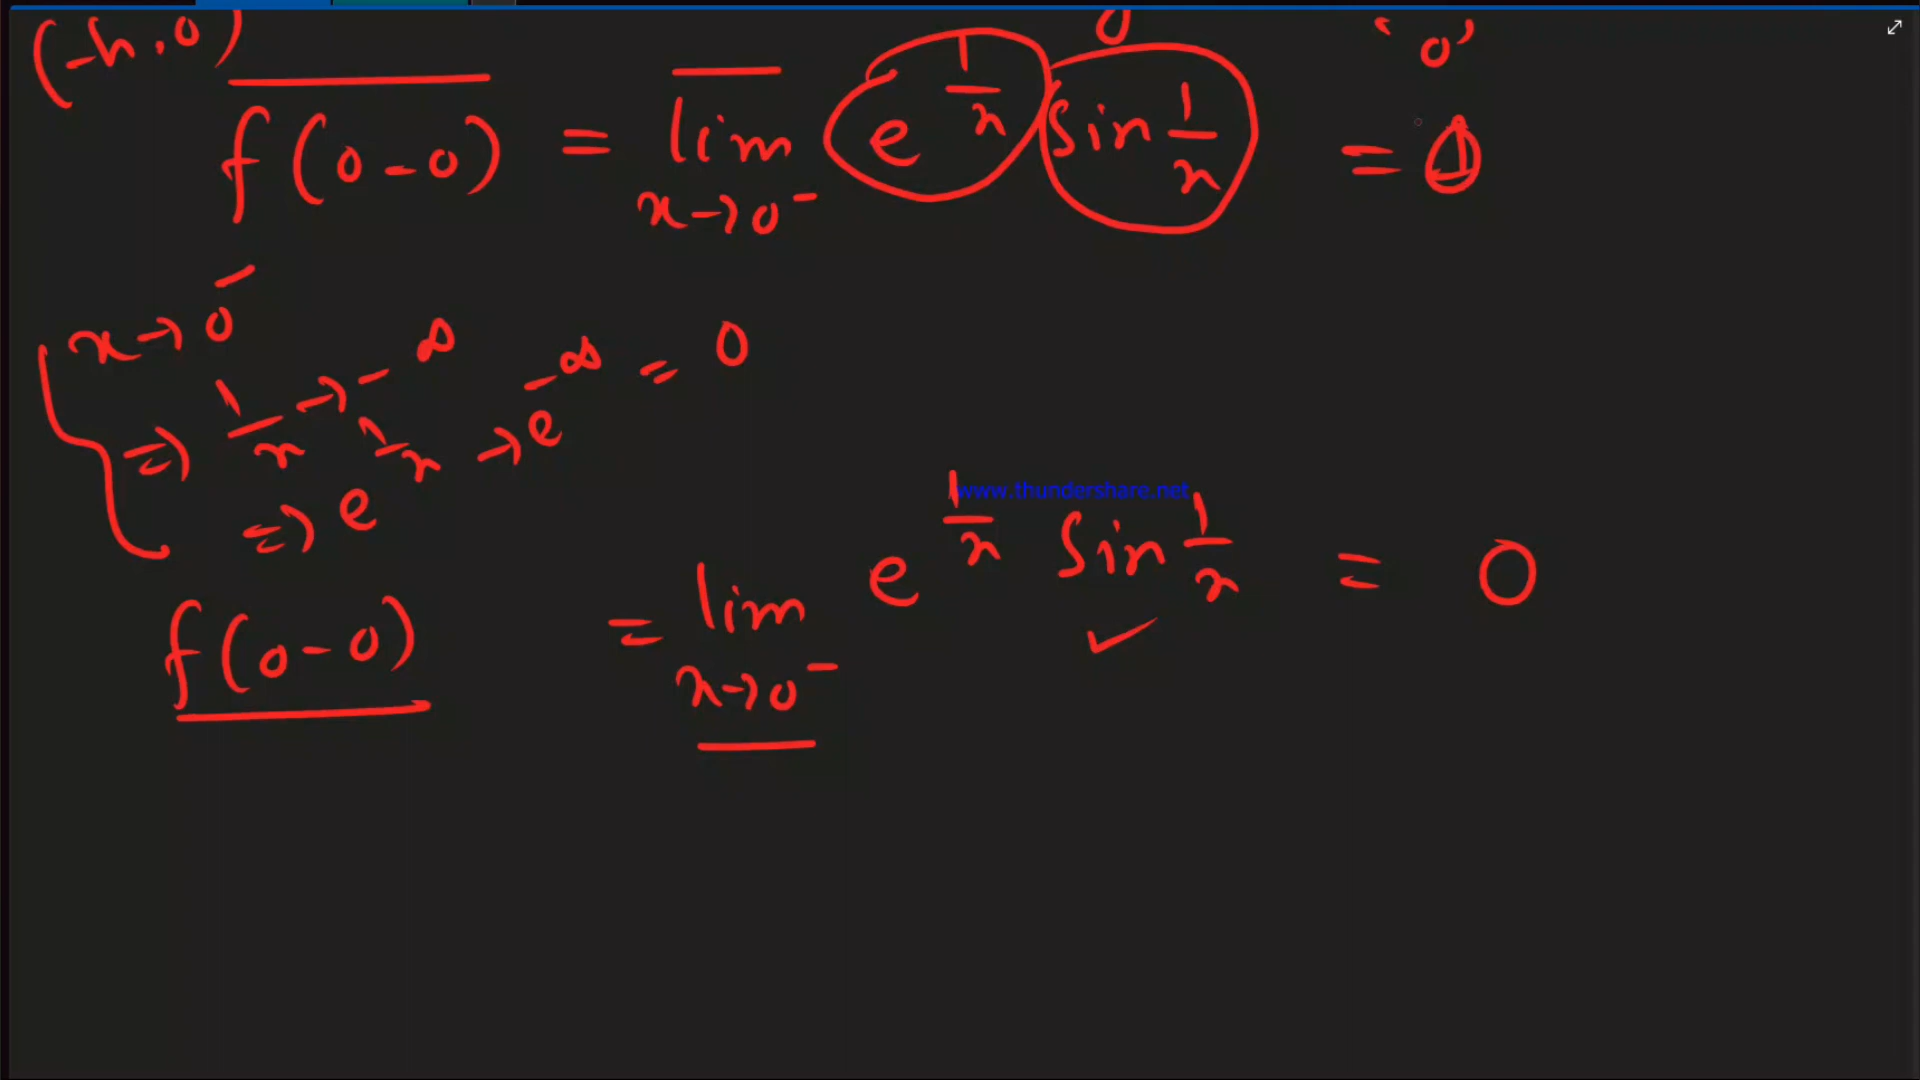 (-h, 0) 0 '0'
f(0-0) = lim x→0⁻ e^(1/x) sin 1/x =
x→0⁻
⇒ 1/x → -∞
⇒ e^(1/x) → e^(-∞) = 0
www.thundershare.net
f(0-0) = lim x→0⁻ e^(1/x) sin 1/x = 0